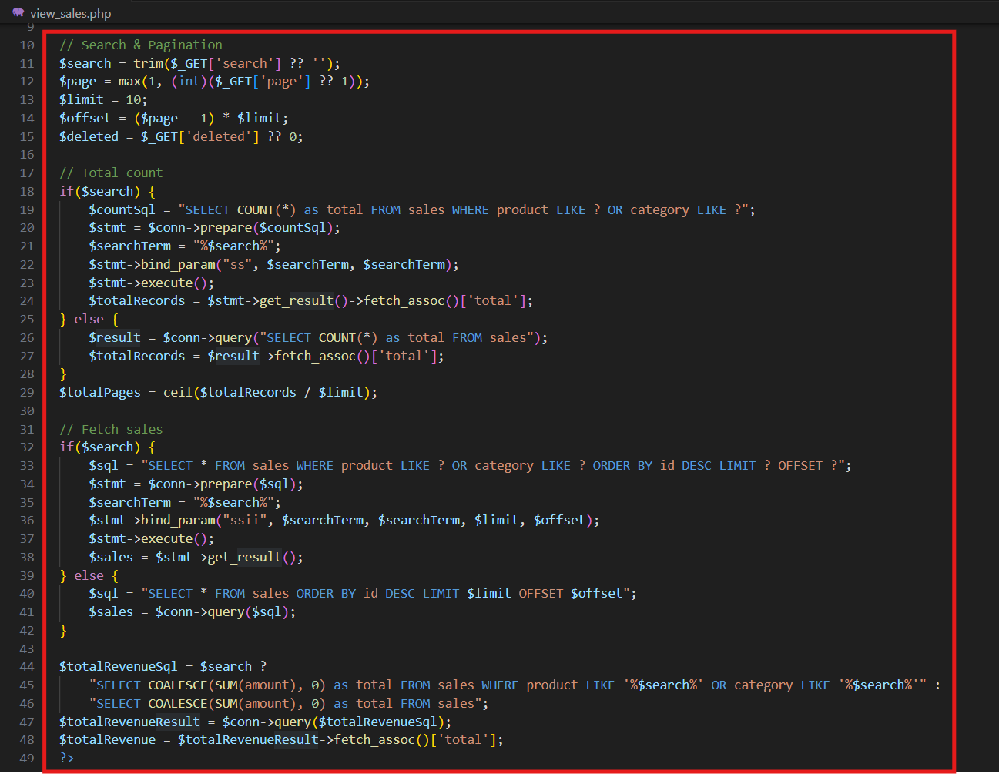 view_sales.php
9
10 // Search & Pagination
11 $search = trim($_GET['search'] ?? '');
12 $page = max(1, (int)($_GET['page'] ?? 1));
13 $limit = 10;
14 $offset = ($page - 1) * $limit;
15 $deleted = $_GET['deleted'] ?? 0;
16
17 // Total count
18 if($search) {
19     $countSql = "SELECT COUNT(*) as total FROM sales WHERE product LIKE ? OR category LIKE ?";
20     $stmt = $conn->prepare($countSql);
21     $searchTerm = "%$search%";
22     $stmt->bind_param("ss", $searchTerm, $searchTerm);
23     $stmt->execute();
24     $totalRecords = $stmt->get_result()->fetch_assoc()['total'];
25 } else {
26     $result = $conn->query("SELECT COUNT(*) as total FROM sales");
27     $totalRecords = $result->fetch_assoc()['total'];
28 }
29 $totalPages = ceil($totalRecords / $limit);
30
31 // Fetch sales
32 if($search) {
33     $sql = "SELECT * FROM sales WHERE product LIKE ? OR category LIKE ? ORDER BY id DESC LIMIT ? OFFSET ?";
34     $stmt = $conn->prepare($sql);
35     $searchTerm = "%$search%";
36     $stmt->bind_param("ssii", $searchTerm, $searchTerm, $limit, $offset);
37     $stmt->execute();
38     $sales = $stmt->get_result();
39 } else {
40     $sql = "SELECT * FROM sales ORDER BY id DESC LIMIT $limit OFFSET $offset";
41     $sales = $conn->query($sql);
42 }
43
44 $totalRevenueSql = $search ?
45     "SELECT COALESCE(SUM(amount), 0) as total FROM sales WHERE product LIKE '%$search%' OR category LIKE '%$search%'" :
46     "SELECT COALESCE(SUM(amount), 0) as total FROM sales";
47 $totalRevenueResult = $conn->query($totalRevenueSql);
48 $totalRevenue = $totalRevenueResult->fetch_assoc()['total'];
49 ?>